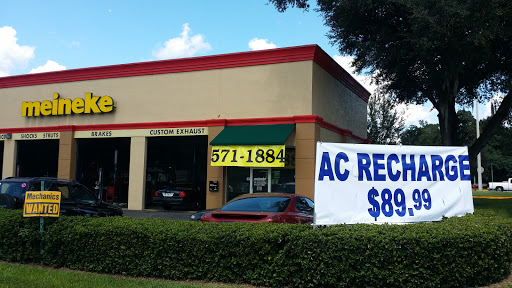 meineke
SHOCKS STRUTS
BRAKES
CUSTOM EXHAUST
571-1884
AC RECHARGE
$89.99
Mechanics
WANTED